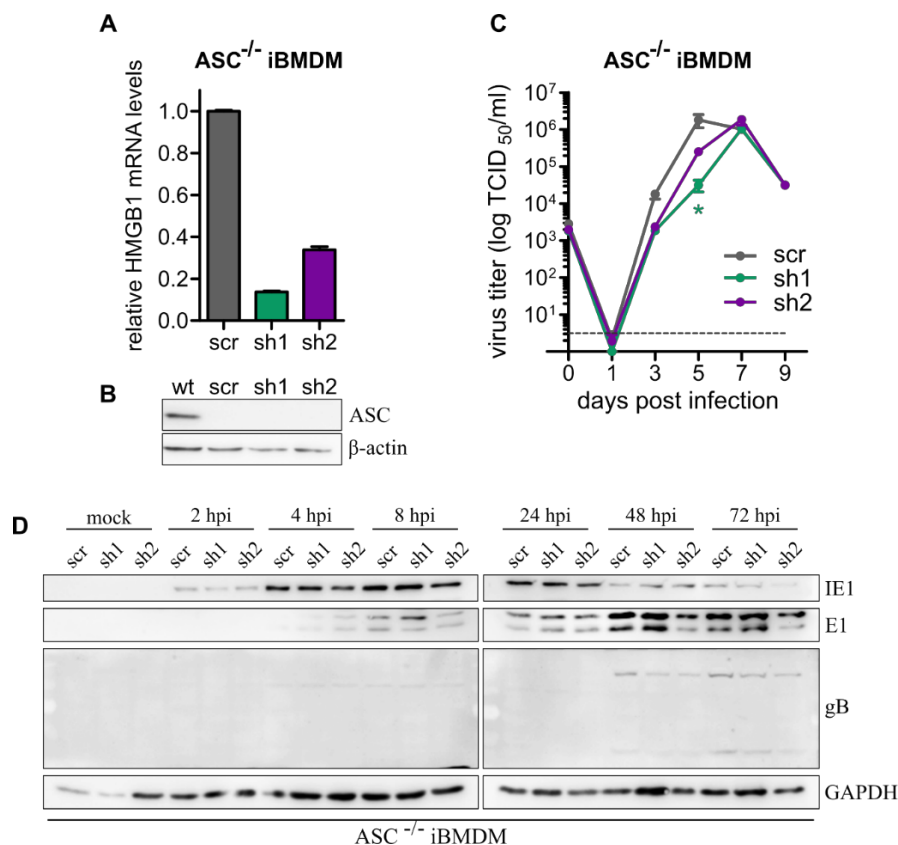 A
ASC-/- iBMDM
relative HMGB1 mRNA levels
1.0
0.8
0.6
0.4
0.2
0.0
scr sh1 sh2
B
wt scr sh1 sh2
ASC
β-actin
C
ASC-/- iBMDM
virus titer (log TCID50/ml)
10^7
10^6
10^5
10^4
10^3
10^2
10^1
*
scr
sh1
sh2
0 1 3 5 7 9
days post infection
D
mock 2 hpi 4 hpi 8 hpi 24 hpi 48 hpi 72 hpi
scr sh1 sh2 scr sh1 sh2 scr sh1 sh2 scr sh1 sh2 scr sh1 sh2 scr sh1 sh2 scr sh1 sh2
IE1
E1
gB
GAPDH
ASC -/- iBMDM